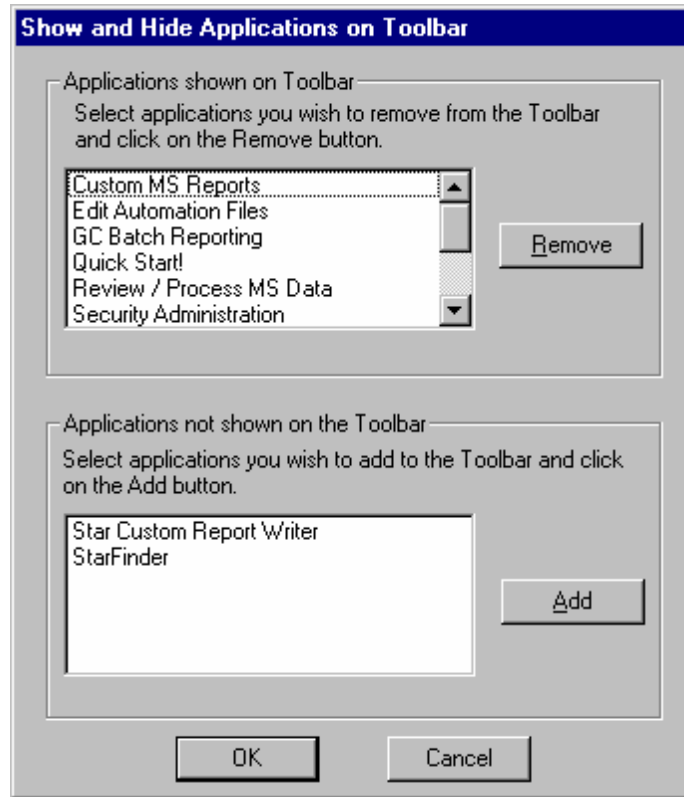 Show and Hide Applications on Toolbar
Applications shown on Toolbar
Select applications you wish to remove from the Toolbar
and click on the Remove button.
Custom MS Reports
Edit Automation Files
GC Batch Reporting
Quick Start!
Review / Process MS Data
Security Administration
Remove
Applications not shown on the Toolbar
Select applications you wish to add to the Toolbar and click
on the Add button.
Star Custom Report Writer
StarFinder
Add
OK
Cancel